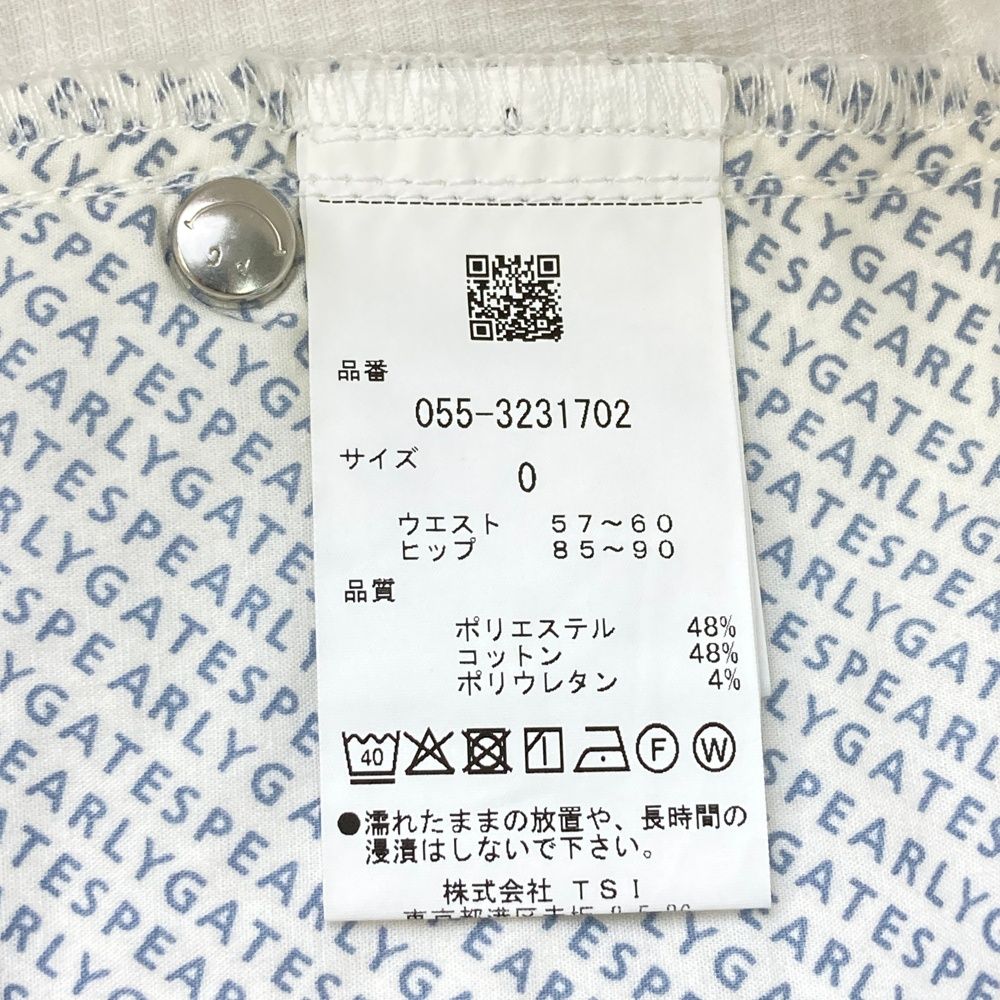 品番
055-3231702
サイズ
0
ウエスト 57～60
ヒップ 85～90
品質
ポリエステル 48%
コットン 48%
ポリウレタン 4%
40
F
W
●濡れたままの放置や、長時間の
浸漬はしないで下さい。
株式会社 TSI
PEARLYGATESPEARLYGATES